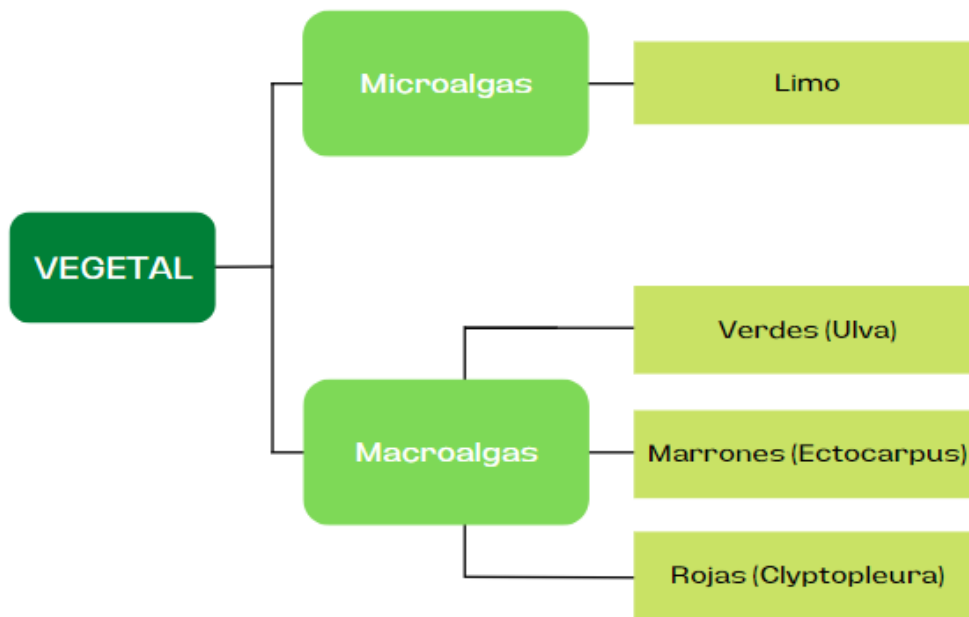 Microalgas
Limo
VEGETAL
Verdes (Ulva)
Macroalgas
Marrones (Ectocarpus)
Rojas (Clyptopleura)